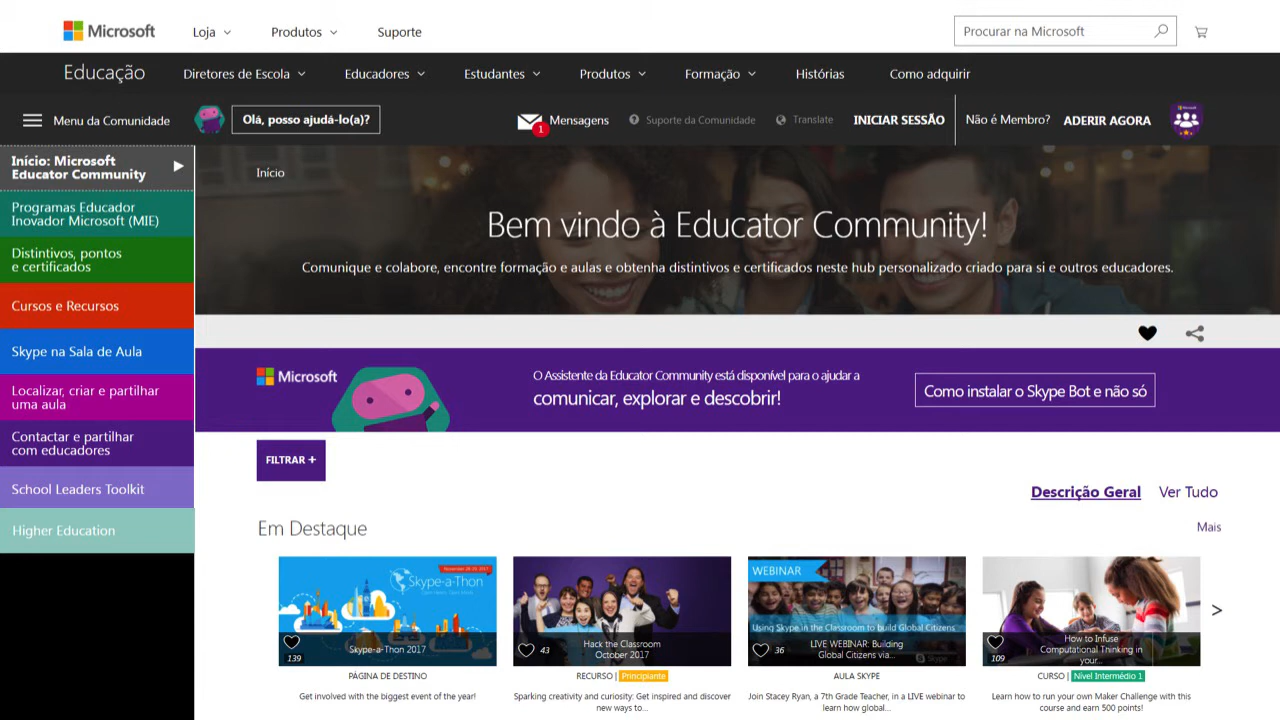 Microsoft
Loja
Produtos
Suporte
Procurar na Microsoft
Educação
Diretores de Escola
Educadores
Estudantes
Produtos
Formação
Histórias
Como adquirir
Menu da Comunidade
Olá, posso ajudá-lo(a)?
1
Mensagens
Suporte da Comunidade
Translate
INICIAR SESSÃO
Não é Membro?
ADERIR AGORA
Início: Microsoft
Educator Community
Programas Educador
Inovador Microsoft (MIE)
Distintivos, pontos
e certificados
Cursos e Recursos
Skype na Sala de Aula
Localizar, criar e partilhar
uma aula
Contactar e partilhar
com educadores
School Leaders Toolkit
Higher Education
Início
Bem vindo à Educator Community!
Comunique e colabore, encontre formação e aulas e obtenha distintivos e certificados neste hub personalizado criado para si e outros educadores.
Microsoft
O Assistente da Educator Community está disponível para o ajudar a
comunicar, explorar e descobrir!
Como instalar o Skype Bot e não só
FILTRAR +
Descrição Geral
Ver Tudo
Em Destaque
Mais
Skype-a-Thon
139
Skype-a-Thon 2017
PÁGINA DE DESTINO
Get involved with the biggest event of the year!
43
Hack the Classroom
October 2017
RECURSO | Principiante
Sparking creativity and curiosity: Get inspired and discover
new ways to...
WEBINAR
Using Skype in the Classroom to build Global Citizens
36
LIVE WEBINAR: Building
Global Citizens via...
Skype
AULA SKYPE
Join Stacey Ryan, a 7th Grade Teacher, in a LIVE webinar to
learn how global...
109
How to Infuse
Computational Thinking in
your...
CURSO | Nível Intermédio 1
Learn how to run your own Maker Challenge with this
course and earn 500 points!
>